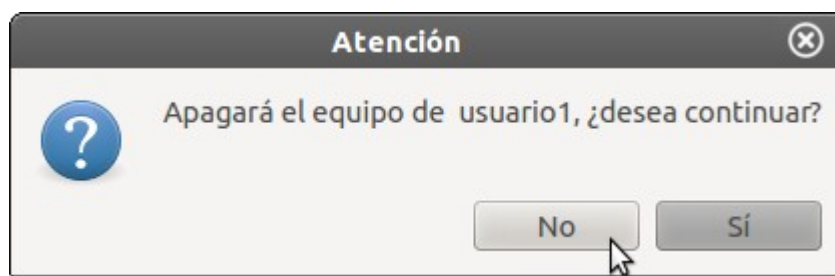 Atención
Apagará el equipo de usuario1, ¿desea continuar?
No
Sí